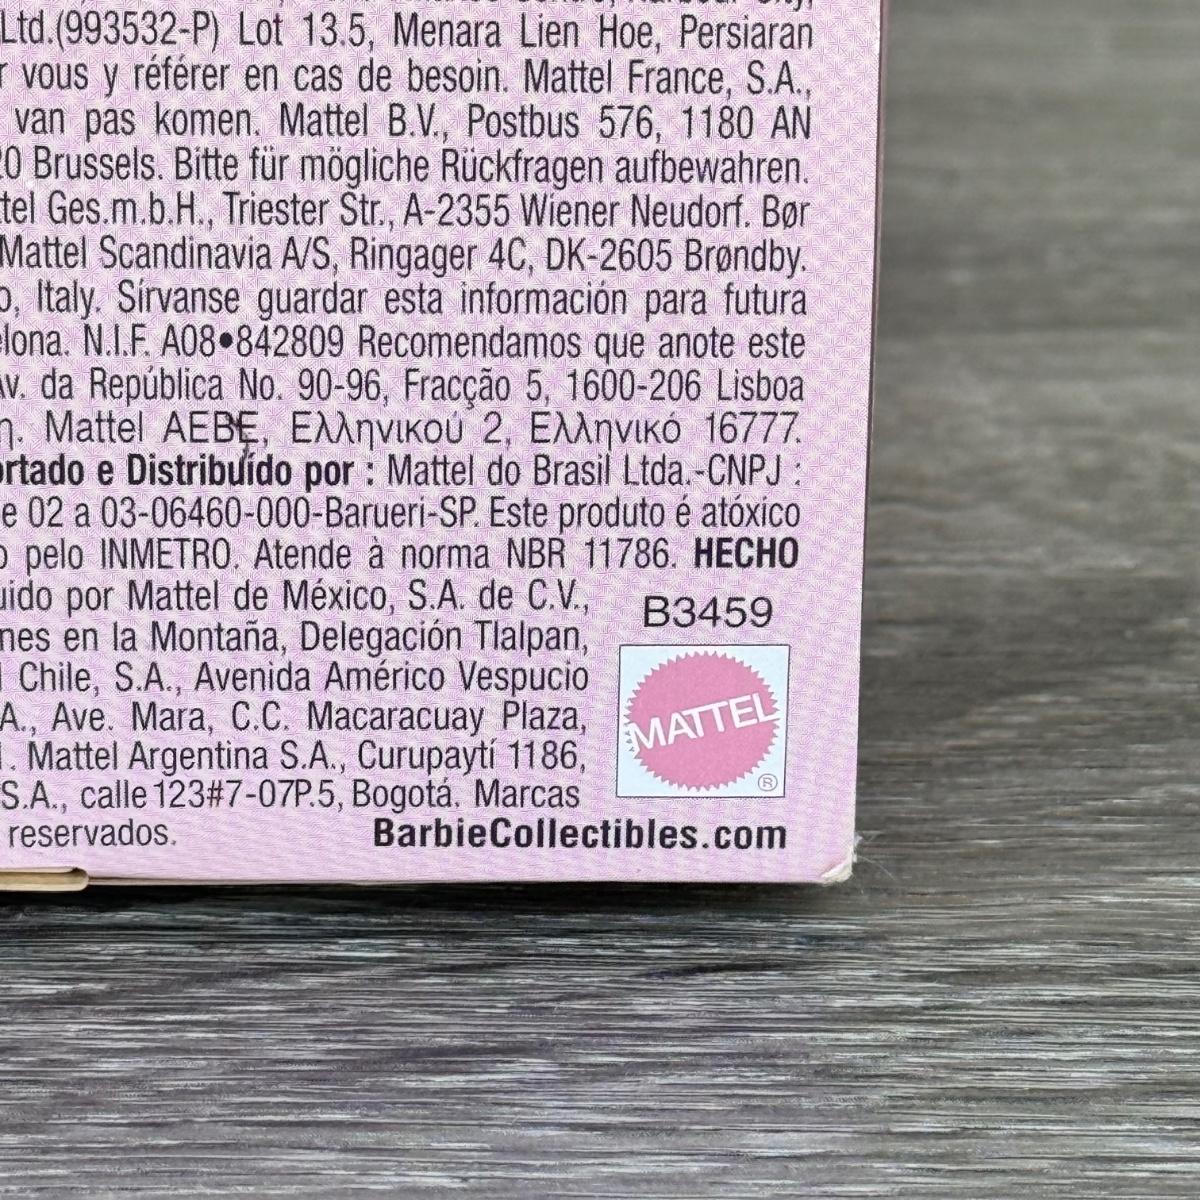 Ltd.(993532-P) Lot 13.5, Menara Lien Hoe, Persiaran
r vous y référer en cas de besoin. Mattel France, S.A.,
van pas komen. Mattel B.V., Postbus 576, 1180 AN
20 Brussels. Bitte für mögliche Rückfragen aufbewahren.
tel Ges.m.b.H., Triester Str., A-2355 Wiener Neudorf. Bør
Mattel Scandinavia A/S, Ringager 4C, DK-2605 Brøndby.
o, Italy. Sírvanse guardar esta información para futura
elona. N.I.F. A08•842809 Recomendamos que anote este
Av. da República No. 90-96, Fracção 5, 1600-206 Lisboa
η. Mattel AEBE, Ελληνικού 2, Ελληνικό 16777.
ortado e Distribuído por : Mattel do Brasil Ltda.-CNPJ :
e 02 a 03-06460-000-Barueri-SP. Este produto é atóxico
o pelo INMETRO. Atende à norma NBR 11786. HECHO
uido por Mattel de México, S.A. de C.V.,
nes en la Montaña, Delegación Tlalpan,
l Chile, S.A., Avenida Américo Vespucio
A., Ave. Mara, C.C. Macaracuay Plaza,
. Mattel Argentina S.A., Curupaytí 1186,
S.A., calle 123#7-07P.5, Bogotá. Marcas
reservados.
B3459
MATTEL
®
BarbieCollectibles.com